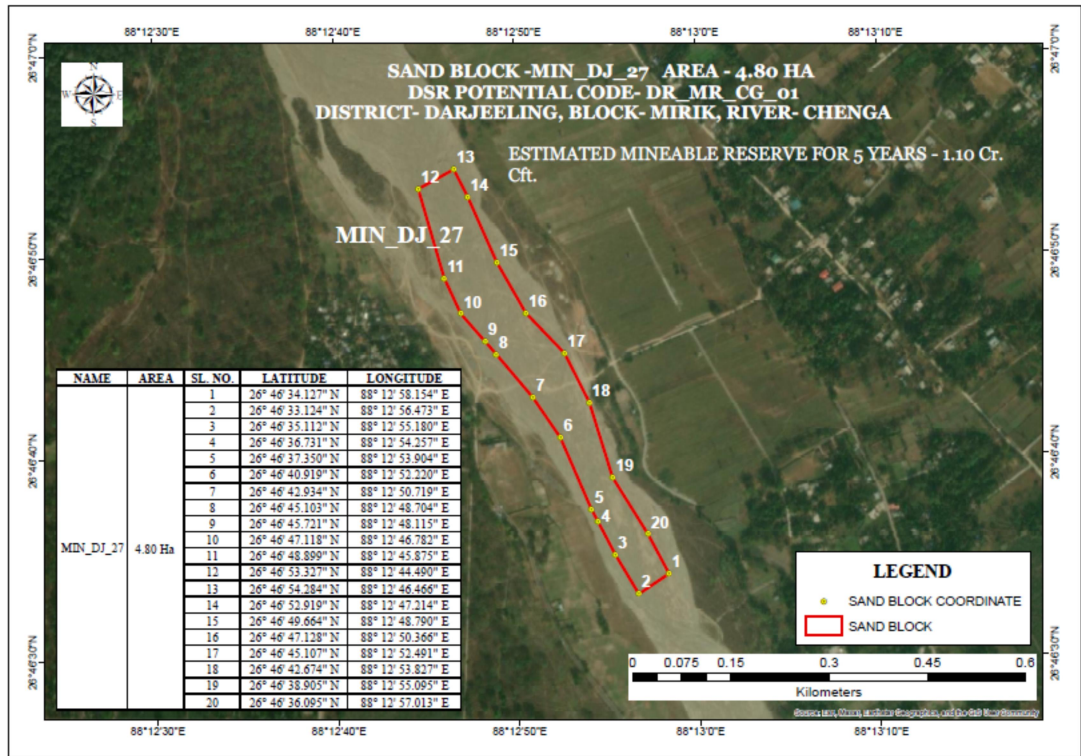 88°12'30"E 88°12'40"E 88°12'50"E 88°13'0"E 88°13'10"E
26°47'0"N 26°47'0"N
N
W E
S
SAND BLOCK -MIN_DJ_27 AREA - 4.80 HA
DSR POTENTIAL CODE- DR_MR_CG_01
DISTRICT- DARJEELING, BLOCK- MIRIK, RIVER- CHENGA
ESTIMATED MINEABLE RESERVE FOR 5 YEARS - 1.10 Cr.
Cft.
13
12
14
MIN_DJ_27
15
26°46'50"N 26°46'50"N
11
10
16
9
8
17
7
18
6
19
5
4
20
3
1
2
26°46'40"N 26°46'40"N
NAME AREA SL. NO. LATITUDE LONGITUDE
1 26° 46' 34.127" N 88° 12' 58.154" E
2 26° 46' 33.124" N 88° 12' 56.473" E
3 26° 46' 35.112" N 88° 12' 55.180" E
4 26° 46' 36.731" N 88° 12' 54.257" E
5 26° 46' 37.350" N 88° 12' 53.904" E
6 26° 46' 40.919" N 88° 12' 52.220" E
7 26° 46' 42.934" N 88° 12' 50.719" E
8 26° 46' 45.103" N 88° 12' 48.704" E
9 26° 46' 45.721" N 88° 12' 48.115" E
10 26° 46' 47.118" N 88° 12' 46.782" E
MIN_DJ_27 4.80 Ha 11 26° 46' 48.899" N 88° 12' 45.875" E
12 26° 46' 53.327" N 88° 12' 44.490" E
13 26° 46' 54.284" N 88° 12' 46.466" E
14 26° 46' 52.919" N 88° 12' 47.214" E
15 26° 46' 49.664" N 88° 12' 48.790" E
16 26° 46' 47.128" N 88° 12' 50.366" E
17 26° 46' 45.107" N 88° 12' 52.491" E
18 26° 46' 42.674" N 88° 12' 53.827" E
19 26° 46' 38.905" N 88° 12' 55.095" E
20 26° 46' 36.095" N 88° 12' 57.013" E
LEGEND
SAND BLOCK COORDINATE
SAND BLOCK
26°46'30"N 26°46'30"N
0 0.075 0.15 0.3 0.45 0.6
Kilometers
Source: Esri, Maxar, Earthstar Geographics, and the GIS User Community
88°12'30"E 88°12'40"E 88°12'50"E 88°13'0"E 88°13'10"E